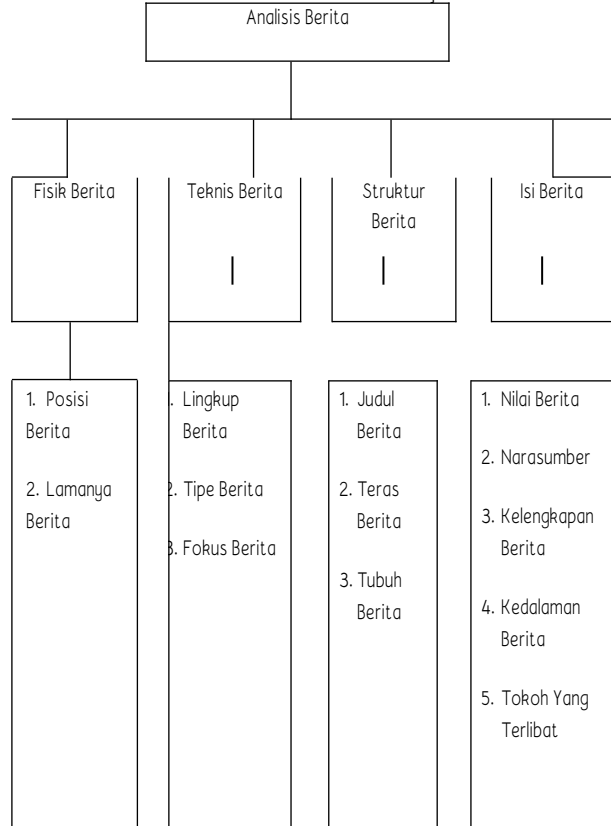 Analisis Berita
Fisik Berita
Teknis Berita
Struktur
Berita
Isi Berita
1. Posisi
Berita
2. Lamanya
Berita
. Lingkup
Berita
2. Tipe Berita
3. Fokus Berita
1. Judul
Berita
2. Teras
Berita
3. Tubuh
Berita
1. Nilai Berita
2. Narasumber
3. Kelengkapan
Berita
4. Kedalaman
Berita
5. Tokoh Yang
Terlibat